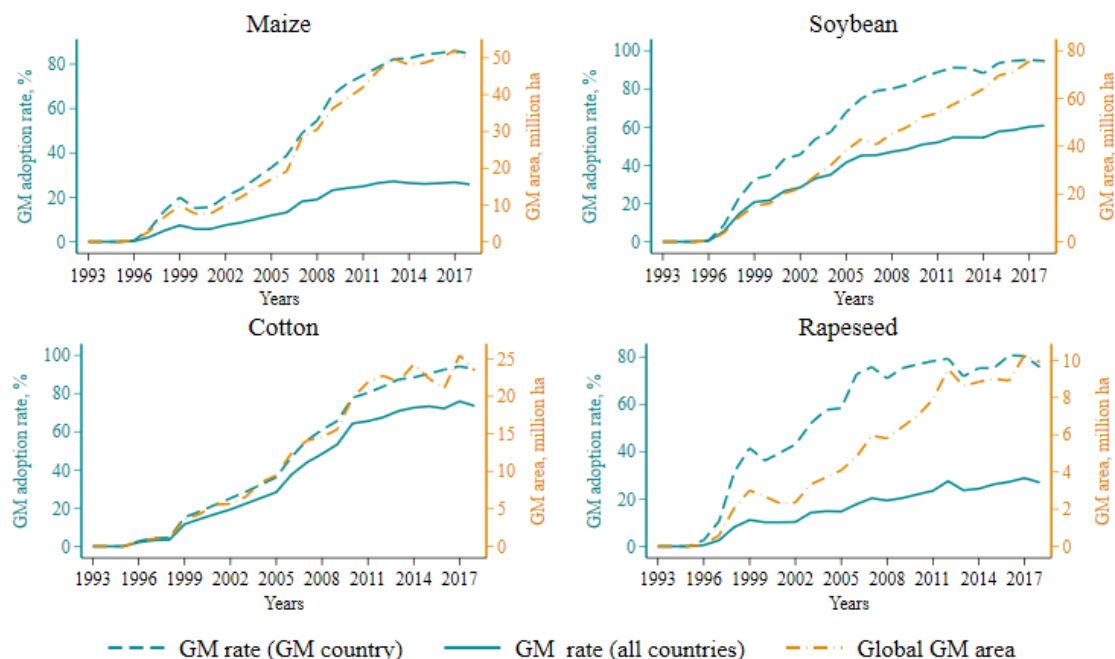 Maize
GM adoption rate, %
80
60
40
20
0
50
40
30
20
10
0
GM area, million ha
1993 1996 1999 2002 2005 2008 2011 2014 2017
Years
Soybean
GM adoption rate, %
100
80
60
40
20
0
80
60
40
20
0
GM area, million ha
1993 1996 1999 2002 2005 2008 2011 2014 2017
Years
Cotton
GM adoption rate, %
100
80
60
40
20
0
25
20
15
10
5
0
GM area, million ha
1993 1996 1999 2002 2005 2008 2011 2014 2017
Years
Rapeseed
GM adoption rate, %
80
60
40
20
0
10
8
6
4
2
0
GM area, million ha
1993 1996 1999 2002 2005 2008 2011 2014 2017
Years
GM rate (GM country) GM rate (all countries) Global GM area